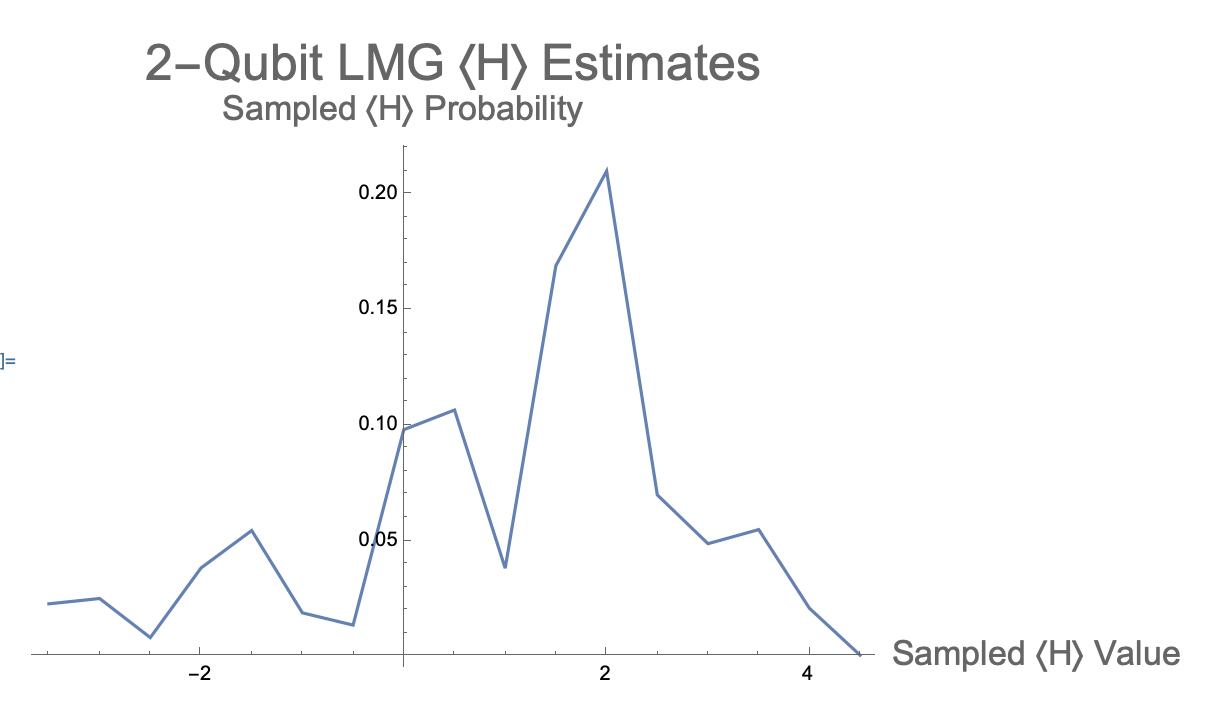 2−Qubit LMG ⟨H⟩ Estimates
Sampled ⟨H⟩ Probability
0.20
0.15
]=
0.10
0.05
Sampled ⟨H⟩ Value
−2
2
4